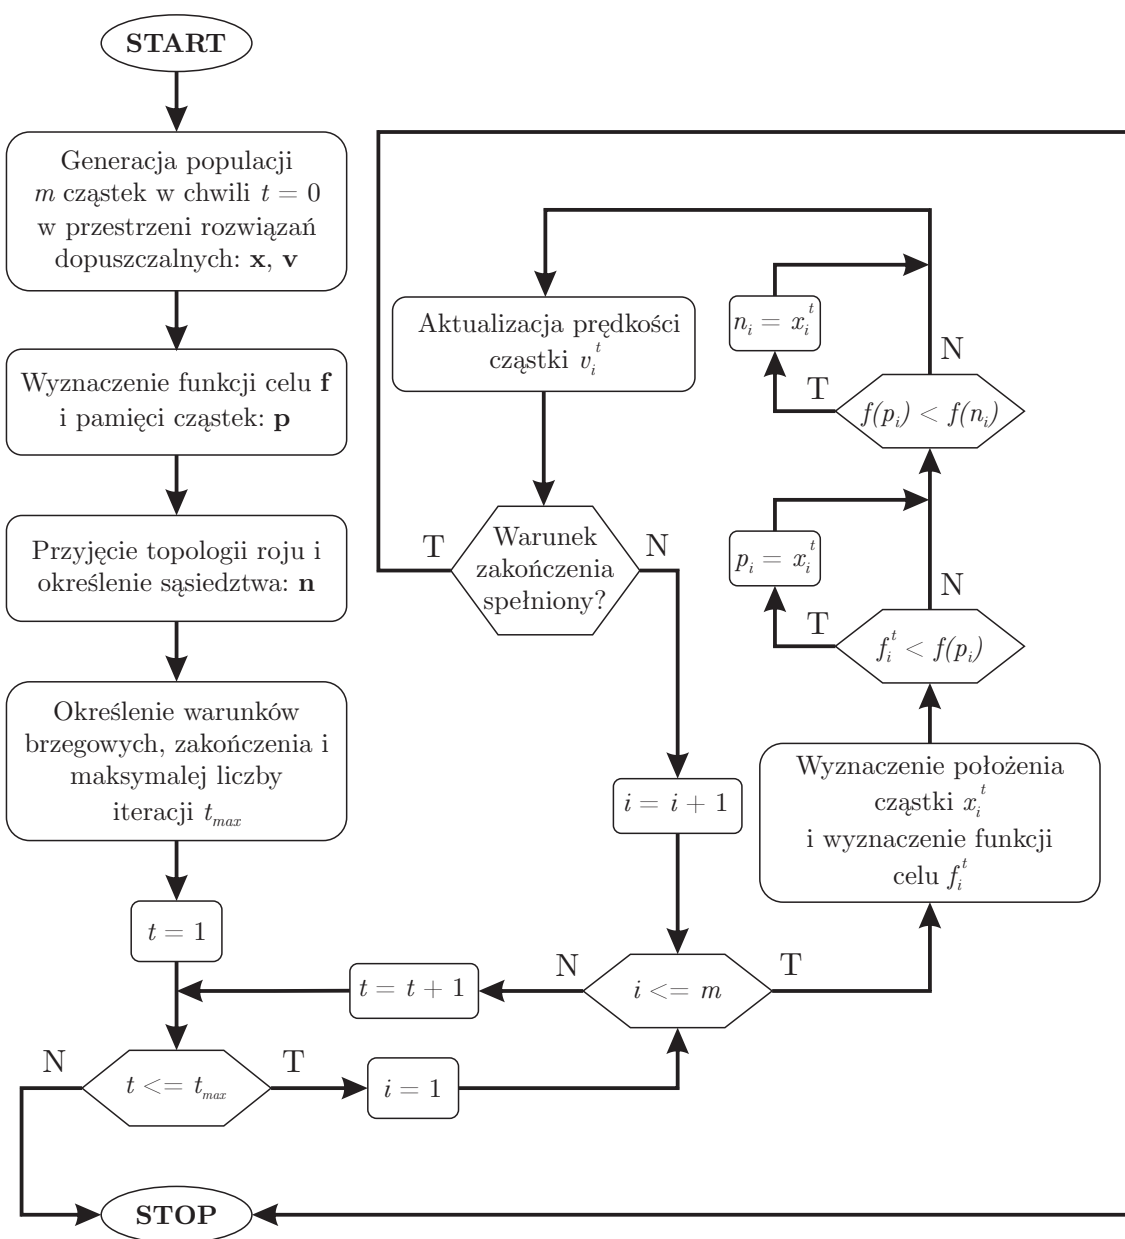 START
Generacja populacji
m cząstek w chwili t = 0
w przestrzeni rozwiązań
dopuszczalnych: x, v
Wyznaczenie funkcji celu f
i pamięci cząstek: p
Przyjęcie topologii roju i
określenie sąsiedztwa: n
Określenie warunków
brzegowych, zakończenia i
maksymalej liczby
iteracji t_max
t = 1
N
t <= t_max
T
i = 1
STOP
t = t + 1
N
i <= m
T
i = i + 1
Aktualizacja prędkości
cząstki v_i^t
T
Warunek
zakończenia
spełniony?
N
n_i = x_i^t
T
N
f(p_i) < f(n_i)
p_i = x_i^t
T
N
f_i^t < f(p_i)
Wyznaczenie położenia
cząstki x_i^t
i wyznaczenie funkcji
celu f_i^t